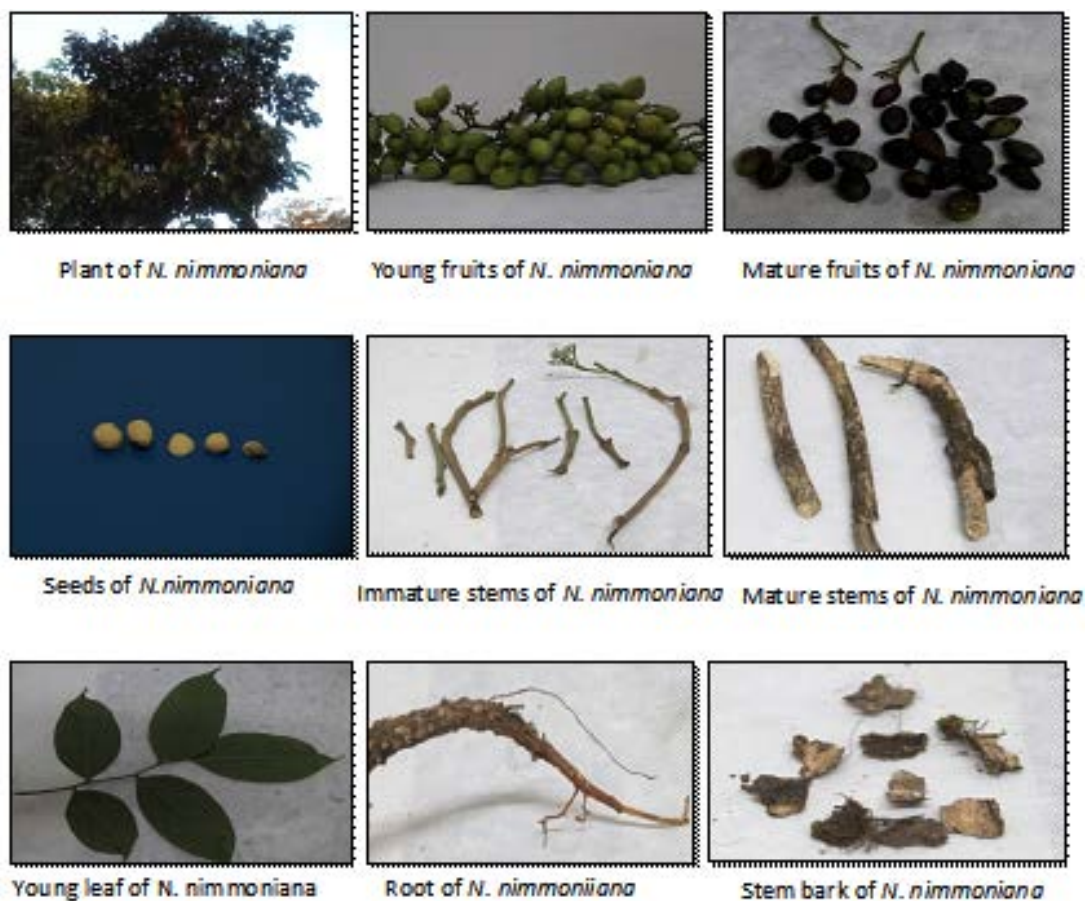 Plant of N. nimmoniana
Young fruits of N. nimmoniana
Mature fruits of N. nimmoniana
Seeds of N.nimmoniana
Immature stems of N. nimmoniana
Mature stems of N. nimmoniana
Young leaf of N. nimmoniana
Root of N. nimmoniiana
Stem bark of N. nimmoniana